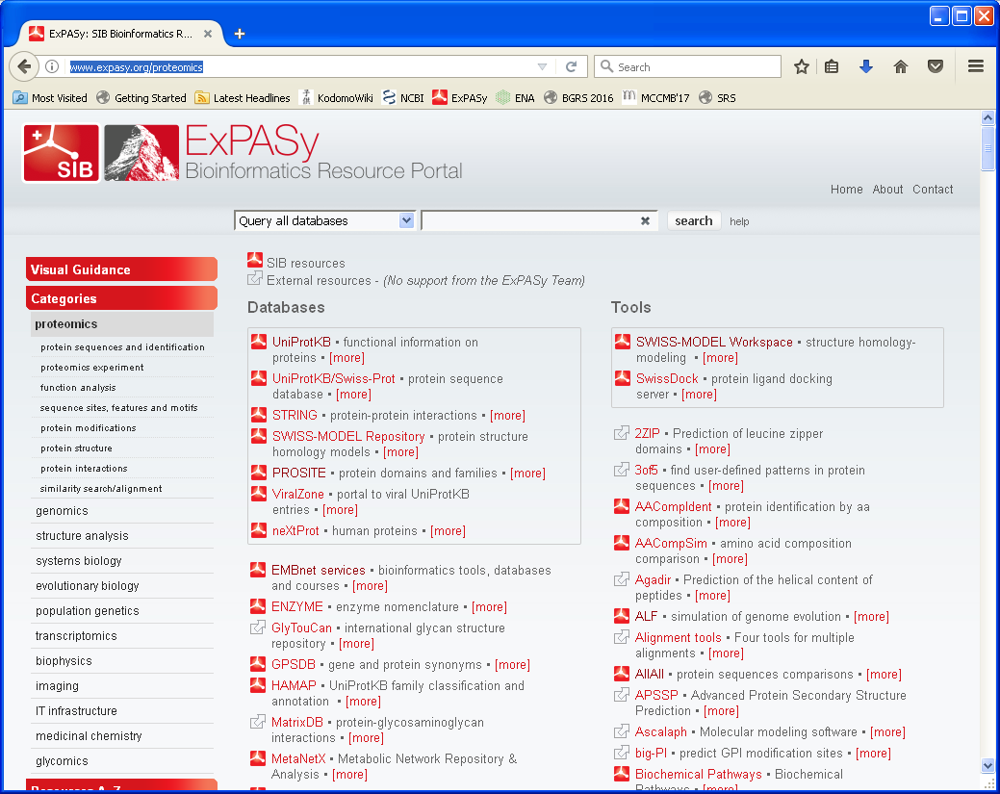 ExPASy: SIB Bioinformatics R...
www.expasy.org/proteomics
Search
Most Visited
Getting Started
Latest Headlines
KodomoWiki
NCBI
ExPASy
ENA
BGRS 2016
MCCMB'17
SRS
SIB
ExPASy
Bioinformatics Resource Portal
Home About Contact
Query all databases
search
help
Visual Guidance
Categories
proteomics
protein sequences and identification
proteomics experiment
function analysis
sequence sites, features and motifs
protein modifications
protein structure
protein interactions
similarity search/alignment
genomics
structure analysis
systems biology
evolutionary biology
population genetics
transcriptomics
biophysics
imaging
IT infrastructure
medicinal chemistry
glycomics
Resources A..Z
SIB resources
External resources - (No support from the ExPASy Team)
Databases
UniProtKB • functional information on
proteins • [more]
UniProtKB/Swiss-Prot • protein sequence
database • [more]
STRING • protein-protein interactions • [more]
SWISS-MODEL Repository • protein structure
homology models • [more]
PROSITE • protein domains and families • [more]
ViralZone • portal to viral UniProtKB
entries • [more]
neXtProt • human proteins • [more]
EMBnet services • bioinformatics tools, databases
and courses • [more]
ENZYME • enzyme nomenclature • [more]
GlyTouCan • international glycan structure
repository • [more]
GPSDB • gene and protein synonyms • [more]
HAMAP • UniProtKB family classification and
annotation • [more]
MatrixDB • protein-glycosaminoglycan
interactions • [more]
MetaNetX • Metabolic Network Repository &
Analysis • [more]
Tools
SWISS-MODEL Workspace • structure homology-
modeling • [more]
SwissDock • protein ligand docking
server • [more]
2ZIP • Prediction of leucine zipper
domains • [more]
3of5 • find user-defined patterns in protein
sequences • [more]
AACompIdent • protein identification by aa
composition • [more]
AACompSim • amino acid composition
comparison • [more]
Agadir • Prediction of the helical content of
peptides • [more]
ALF • simulation of genome evolution • [more]
Alignment tools • Four tools for multiple
alignments • [more]
AllAll • protein sequences comparisons • [more]
APSSP • Advanced Protein Secondary Structure
Prediction • [more]
Ascalaph • Molecular modeling software • [more]
big-PI • predict GPI modification sites • [more]
Biochemical Pathways • Biochemical
Pathways • [more]